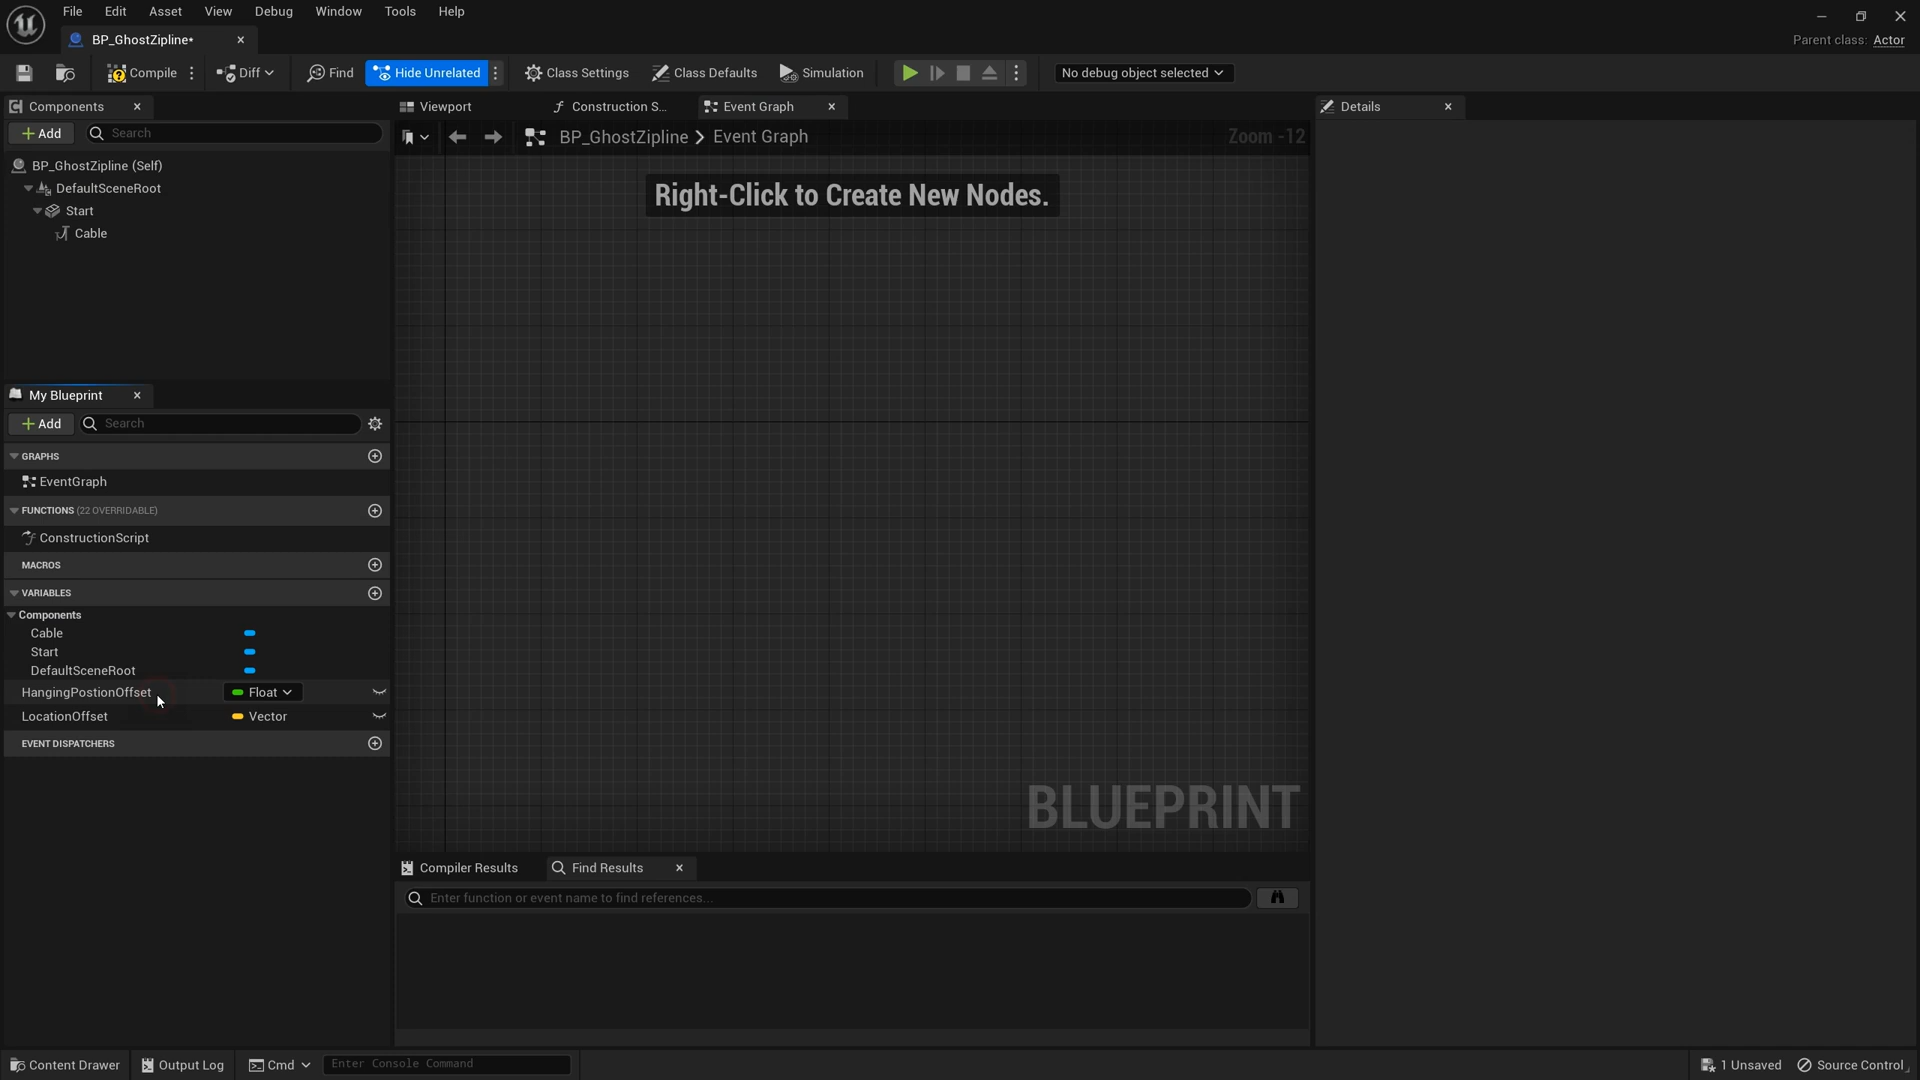 File Edit Asset View Debug Window Tools Help
BP_GhostZipline•
Parent class: Actor
Compile Diff Find Hide Unrelated Class Settings Class Defaults Simulation No debug object selected
Components Viewport Construction S... Event Graph Details
Add Search
BP_GhostZipline > Event Graph Zoom -12
BP_GhostZipline (Self)
DefaultSceneRoot
Start
Cable
Right-Click to Create New Nodes.
My Blueprint
Add Search
GRAPHS
EventGraph
FUNCTIONS (22 OVERRIDABLE)
ConstructionScript
MACROS
VARIABLES
Components
Cable
Start
DefaultSceneRoot
HangingPostionOffset Float
LocationOffset Vector
EVENT DISPATCHERS
BLUEPRINT
Compiler Results Find Results
Enter function or event name to find references...
Content Drawer Output Log Cmd Enter Console Command 1 Unsaved Source Control